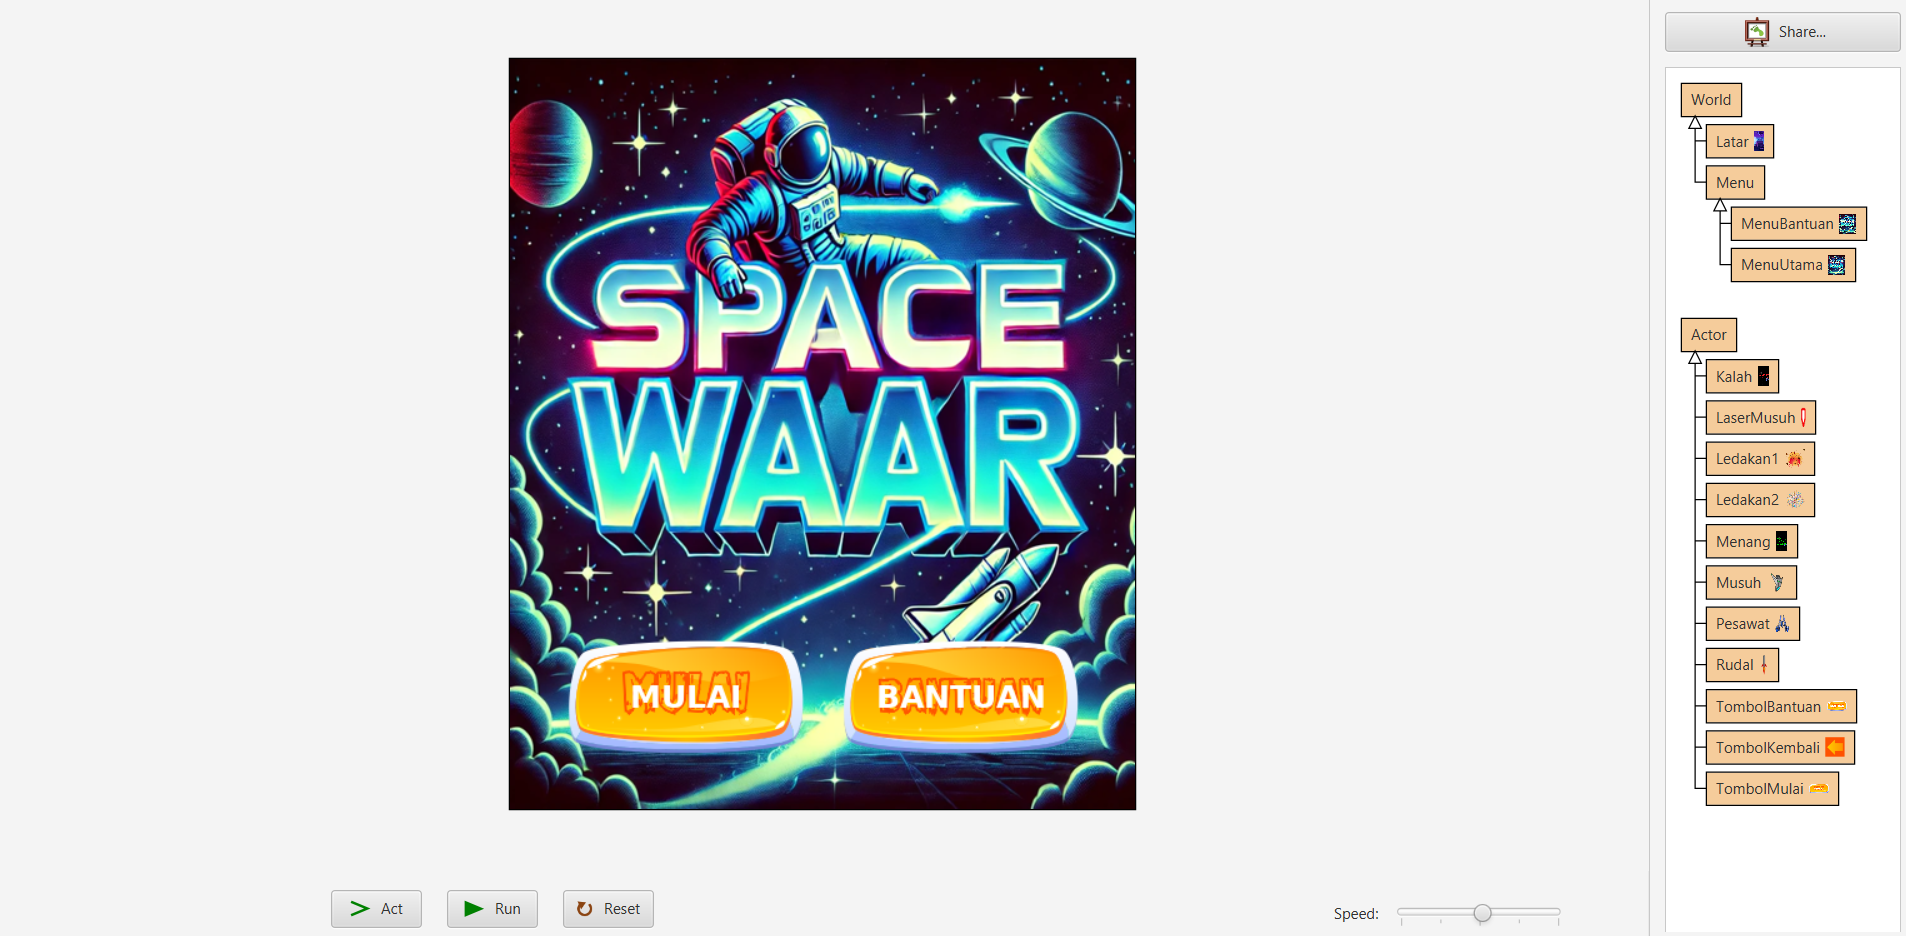 Share...
World
Latar
Menu
MenuBantuan
MenuUtama
Actor
Kalah
LaserMusuh
Ledakan1
Ledakan2
Menang
Musuh
Pesawat
Rudal
TombolBantuan
TombolKembali
TombolMulai
SPACE
WAAR
MULAI
BANTUAN
Act
Run
Reset
Speed: